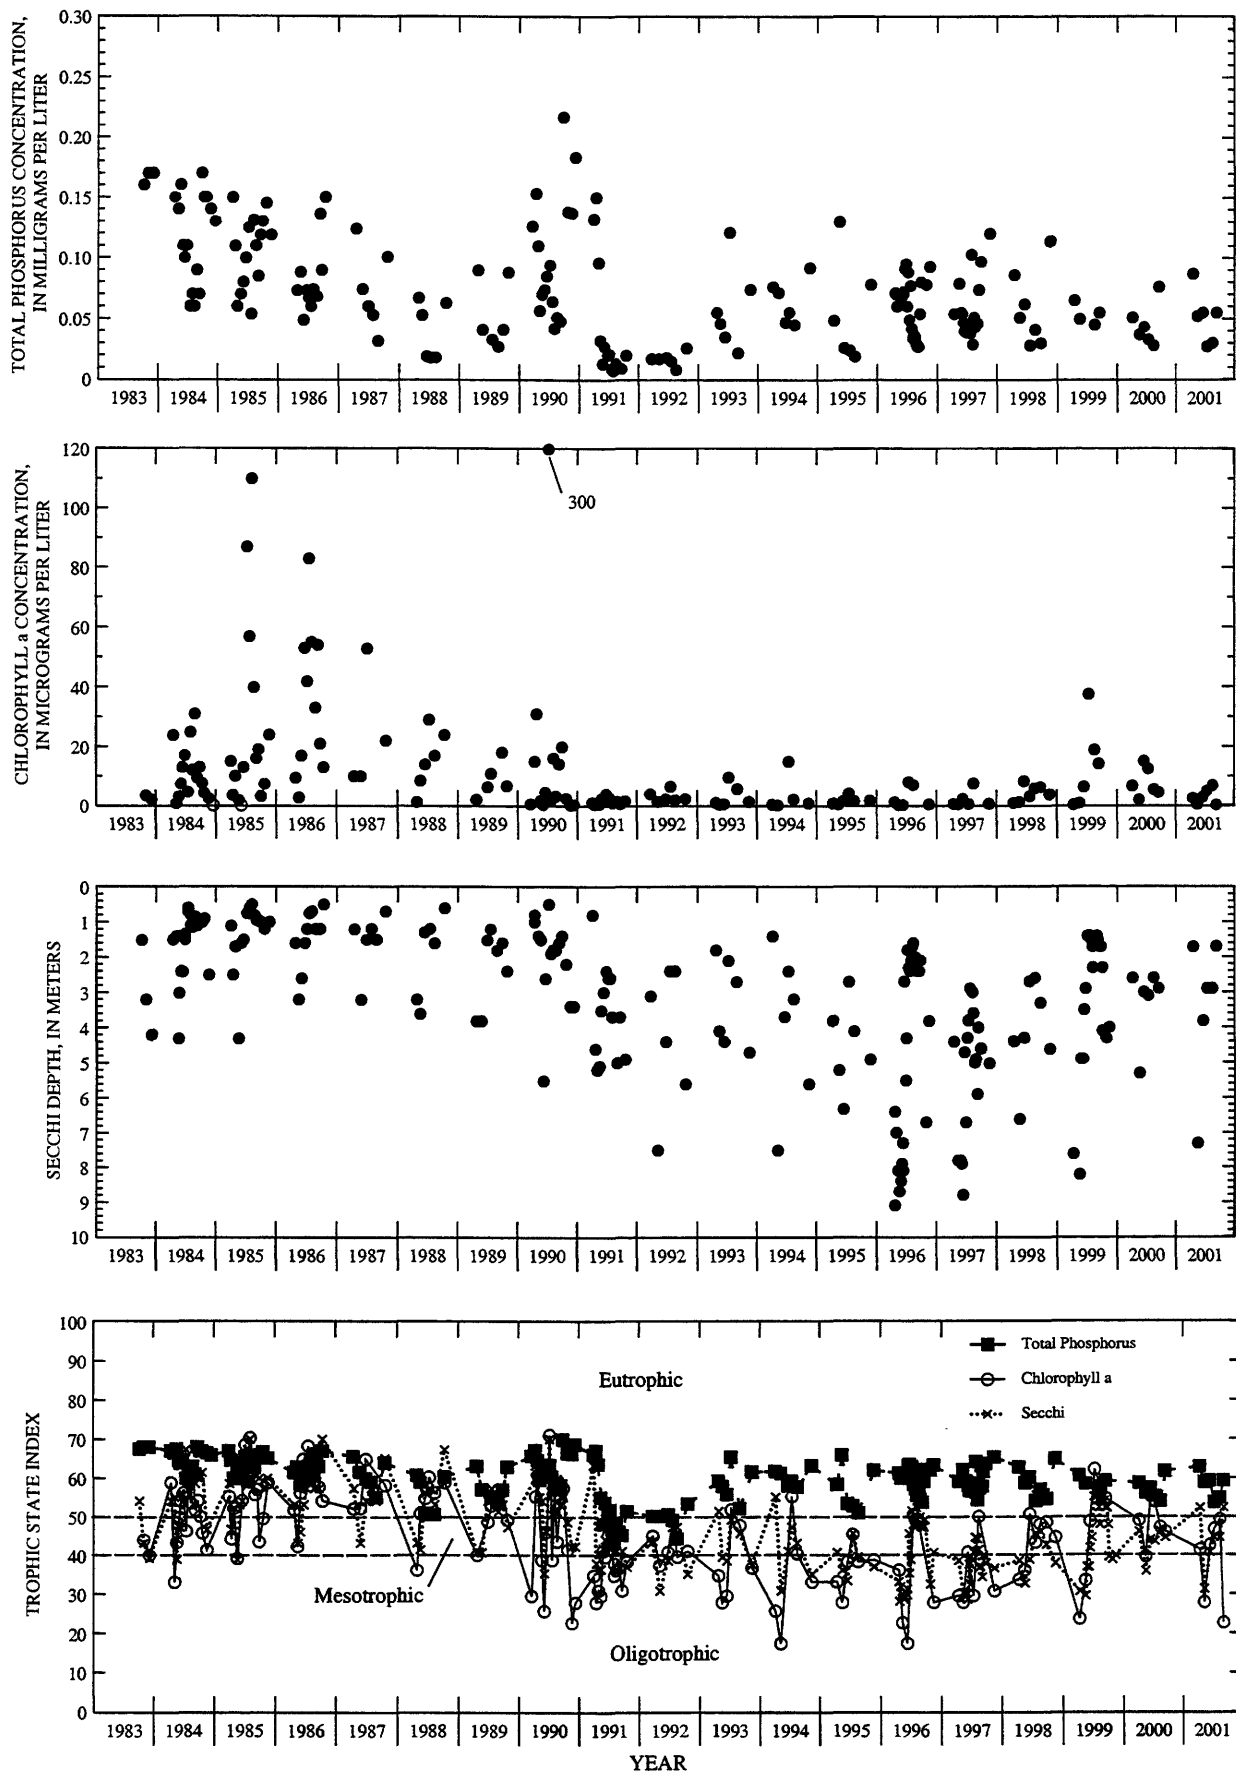 TOTAL PHOSPHORUS CONCENTRATION,
IN MILLIGRAMS PER LITER
0.30
0.25
0.20
0.15
0.10
0.05
0
1983 1984 1985 1986 1987 1988 1989 1990 1991 1992 1993 1994 1995 1996 1997 1998 1999 2000 2001
CHLOROPHYLL a CONCENTRATION,
IN MICROGRAMS PER LITER
120
100
80
60
40
20
0
300
1983 1984 1985 1986 1987 1988 1989 1990 1991 1992 1993 1994 1995 1996 1997 1998 1999 2000 2001
SECCHI DEPTH, IN METERS
0
1
2
3
4
5
6
7
8
9
10
1983 1984 1985 1986 1987 1988 1989 1990 1991 1992 1993 1994 1995 1996 1997 1998 1999 2000 2001
TROPHIC STATE INDEX
100
90
80
70
60
50
40
30
20
10
0
Total Phosphorus
Chlorophyll a
Secchi
Eutrophic
Mesotrophic
Oligotrophic
1983 1984 1985 1986 1987 1988 1989 1990 1991 1992 1993 1994 1995 1996 1997 1998 1999 2000 2001
YEAR